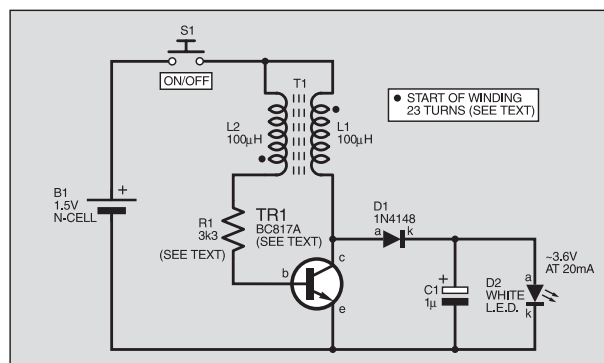 S1
ON/OFF
T1
L2
100µH
L1
100µH
● START OF WINDING
23 TURNS (SEE TEXT)
B1
1.5V
N-CELL
+
R1
3k3
(SEE TEXT)
TR1
BC817A
(SEE TEXT)
b
c
e
D1
1N4148
a
k
+
C1
1µ
~3.6V
AT 20mA
D2
WHITE
L.E.D.
a
k